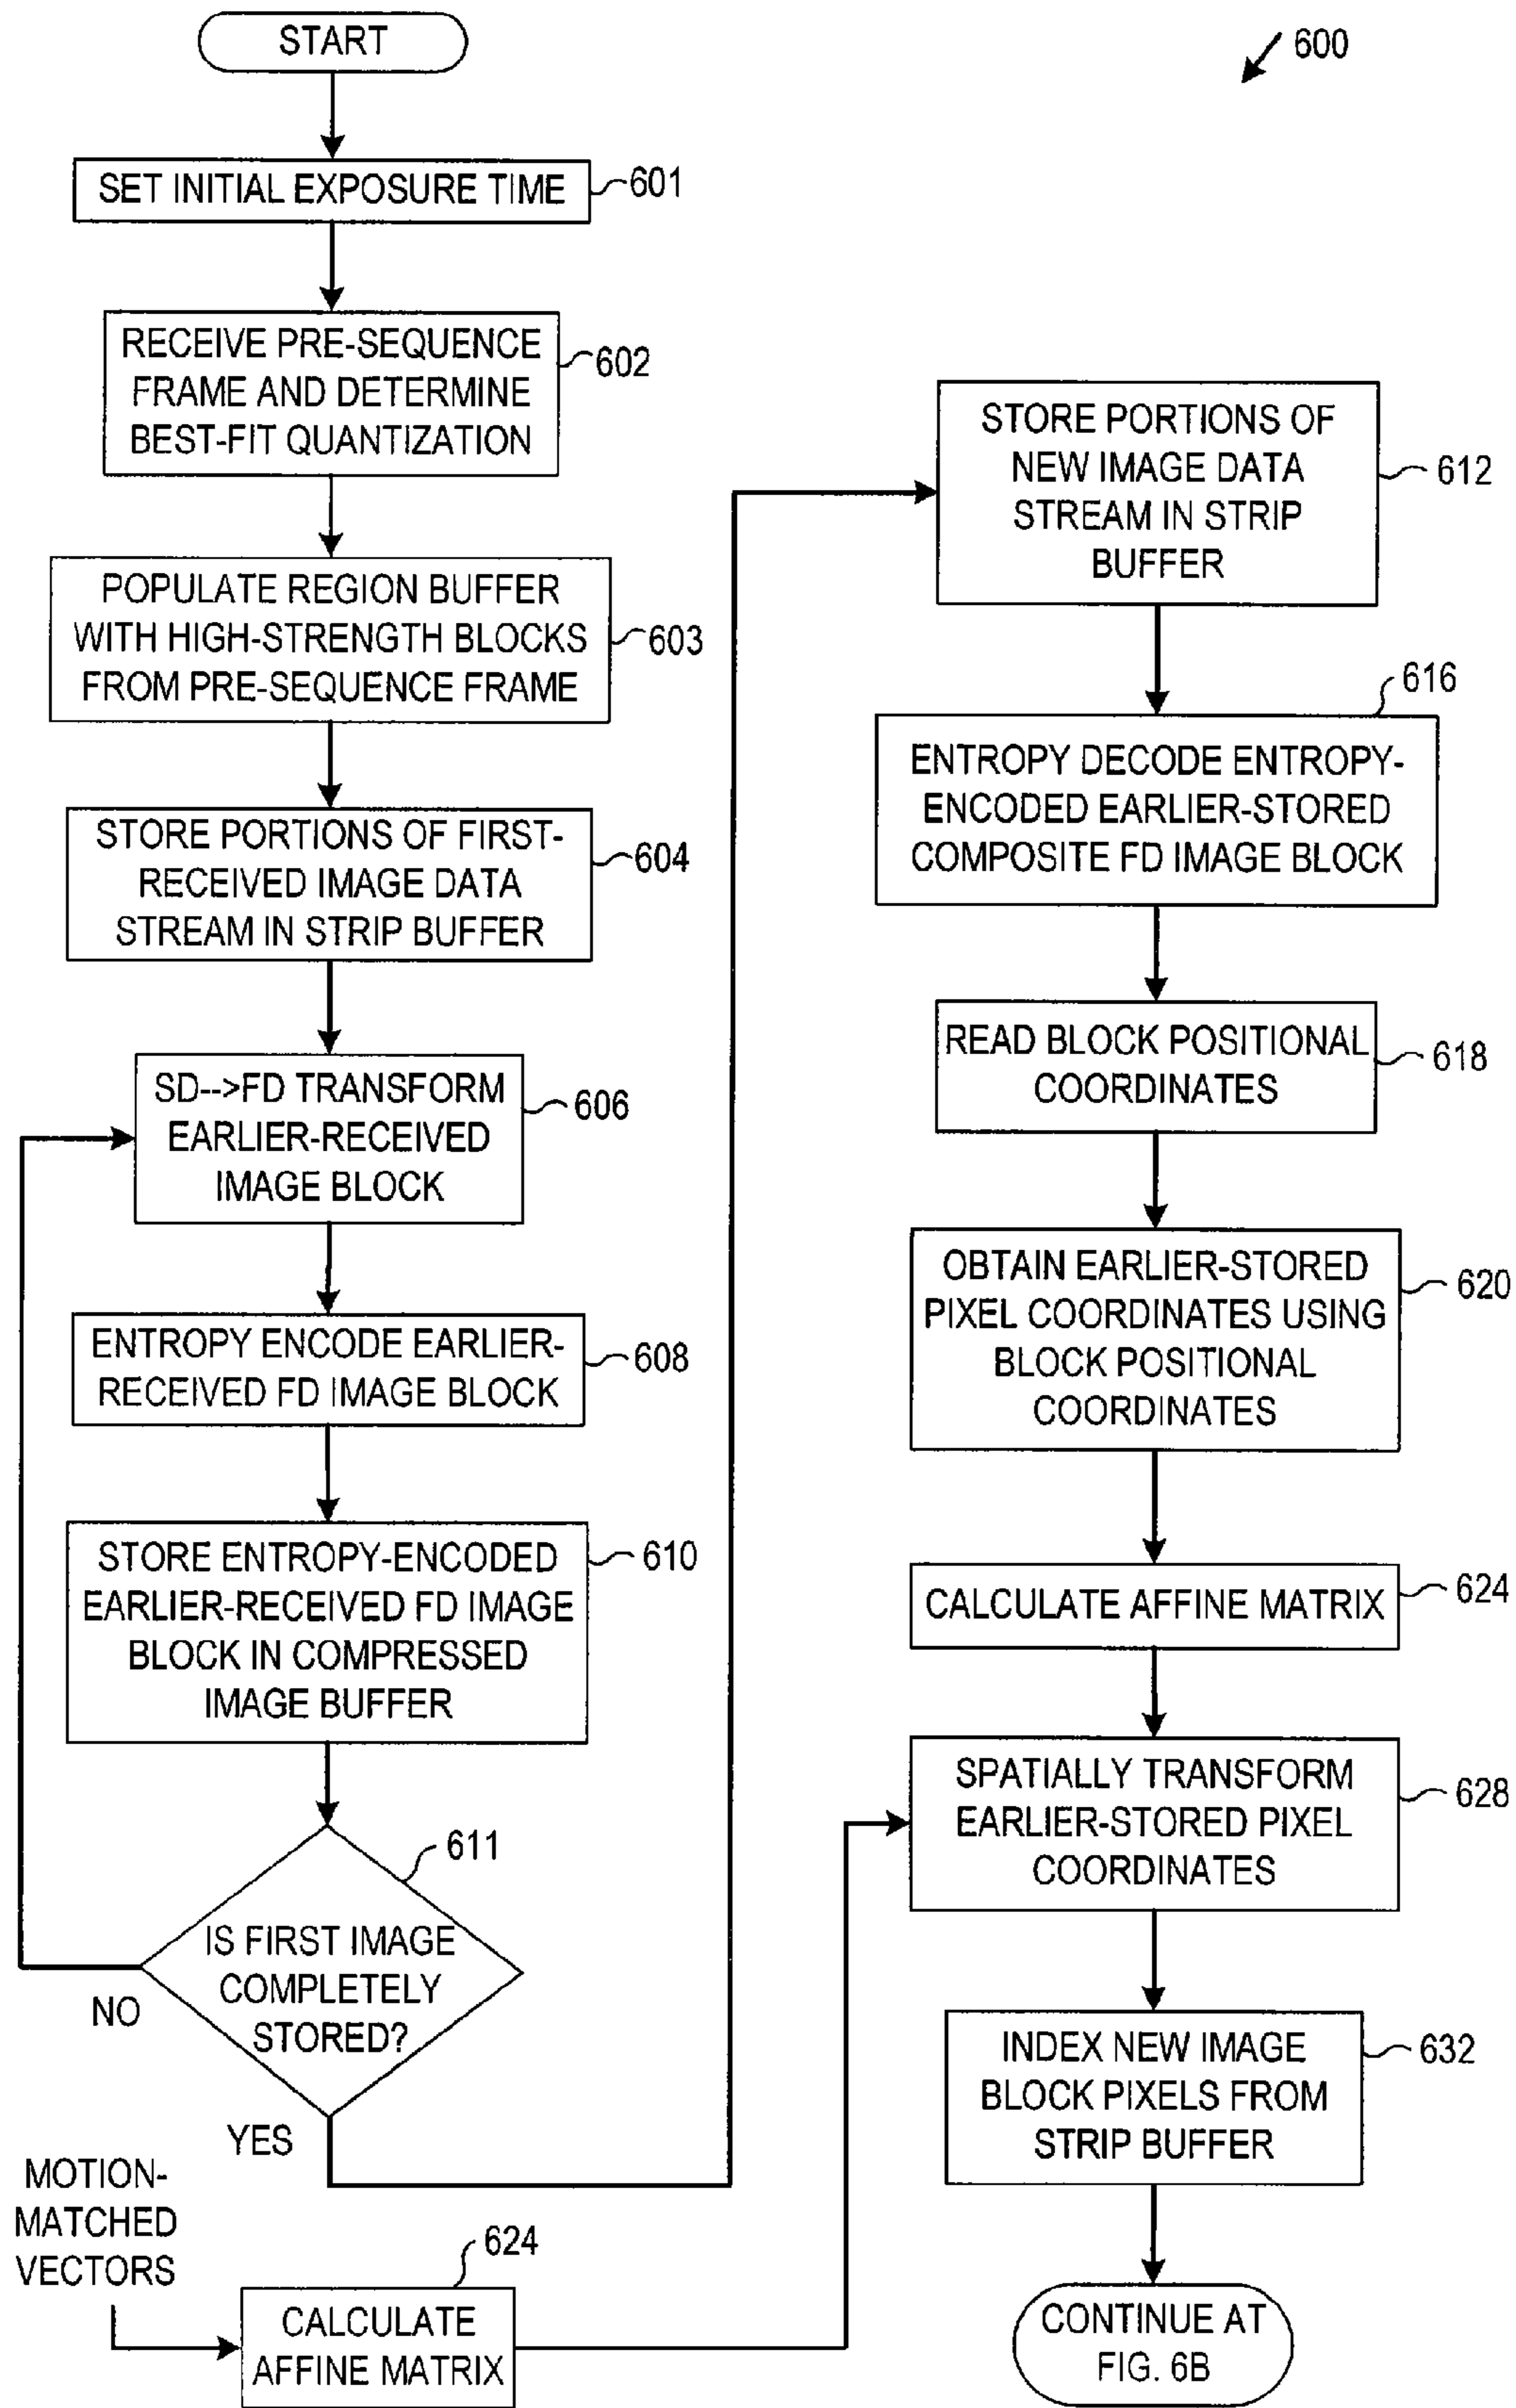 START
600
SET INITIAL EXPOSURE TIME
601
RECEIVE PRE-SEQUENCE
FRAME AND DETERMINE
BEST-FIT QUANTIZATION
602
POPULATE REGION BUFFER
WITH HIGH-STRENGTH BLOCKS
FROM PRE-SEQUENCE FRAME
603
STORE PORTIONS OF FIRST-
RECEIVED IMAGE DATA
STREAM IN STRIP BUFFER
604
SD-->FD TRANSFORM
EARLIER-RECEIVED
IMAGE BLOCK
606
ENTROPY ENCODE EARLIER-
RECEIVED FD IMAGE BLOCK
608
STORE ENTROPY-ENCODED
EARLIER-RECEIVED FD IMAGE
BLOCK IN COMPRESSED
IMAGE BUFFER
610
611
IS FIRST IMAGE
COMPLETELY
STORED?
NO
YES
MOTION-
MATCHED
VECTORS
624
CALCULATE
AFFINE MATRIX
STORE PORTIONS OF
NEW IMAGE DATA
STREAM IN STRIP
BUFFER
612
616
ENTROPY DECODE ENTROPY-
ENCODED EARLIER-STORED
COMPOSITE FD IMAGE BLOCK
READ BLOCK POSITIONAL
COORDINATES
618
OBTAIN EARLIER-STORED
PIXEL COORDINATES USING
BLOCK POSITIONAL
COORDINATES
620
CALCULATE AFFINE MATRIX
624
SPATIALLY TRANSFORM
EARLIER-STORED PIXEL
COORDINATES
628
INDEX NEW IMAGE
BLOCK PIXELS FROM
STRIP BUFFER
632
CONTINUE AT
FIG. 6B